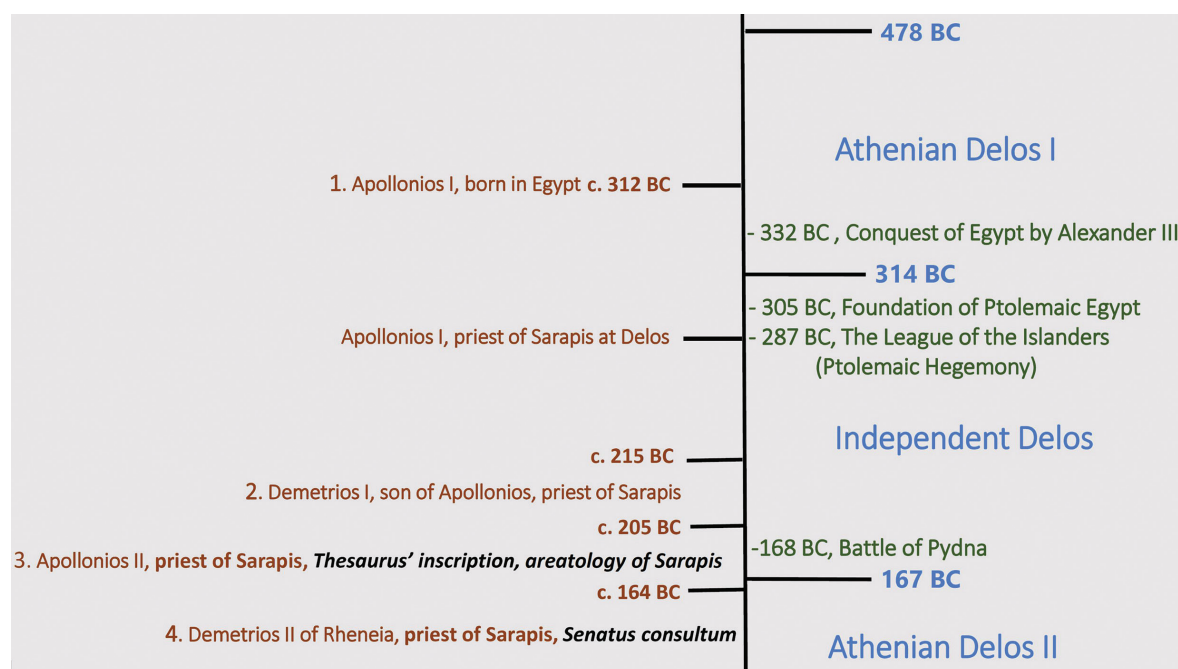 478 BC
Athenian Delos I
1. Apollonios I, born in Egypt c. 312 BC
- 332 BC , Conquest of Egypt by Alexander III
314 BC
- 305 BC, Foundation of Ptolemaic Egypt
Apollonios I, priest of Sarapis at Delos
- 287 BC, The League of the Islanders
(Ptolemaic Hegemony)
Independent Delos
c. 215 BC
2. Demetrios I, son of Apollonios, priest of Sarapis
c. 205 BC
-168 BC, Battle of Pydna
3. Apollonios II, priest of Sarapis, Thesaurus’ inscription, areatology of Sarapis
167 BC
c. 164 BC
4. Demetrios II of Rheneia, priest of Sarapis, Senatus consultum
Athenian Delos II